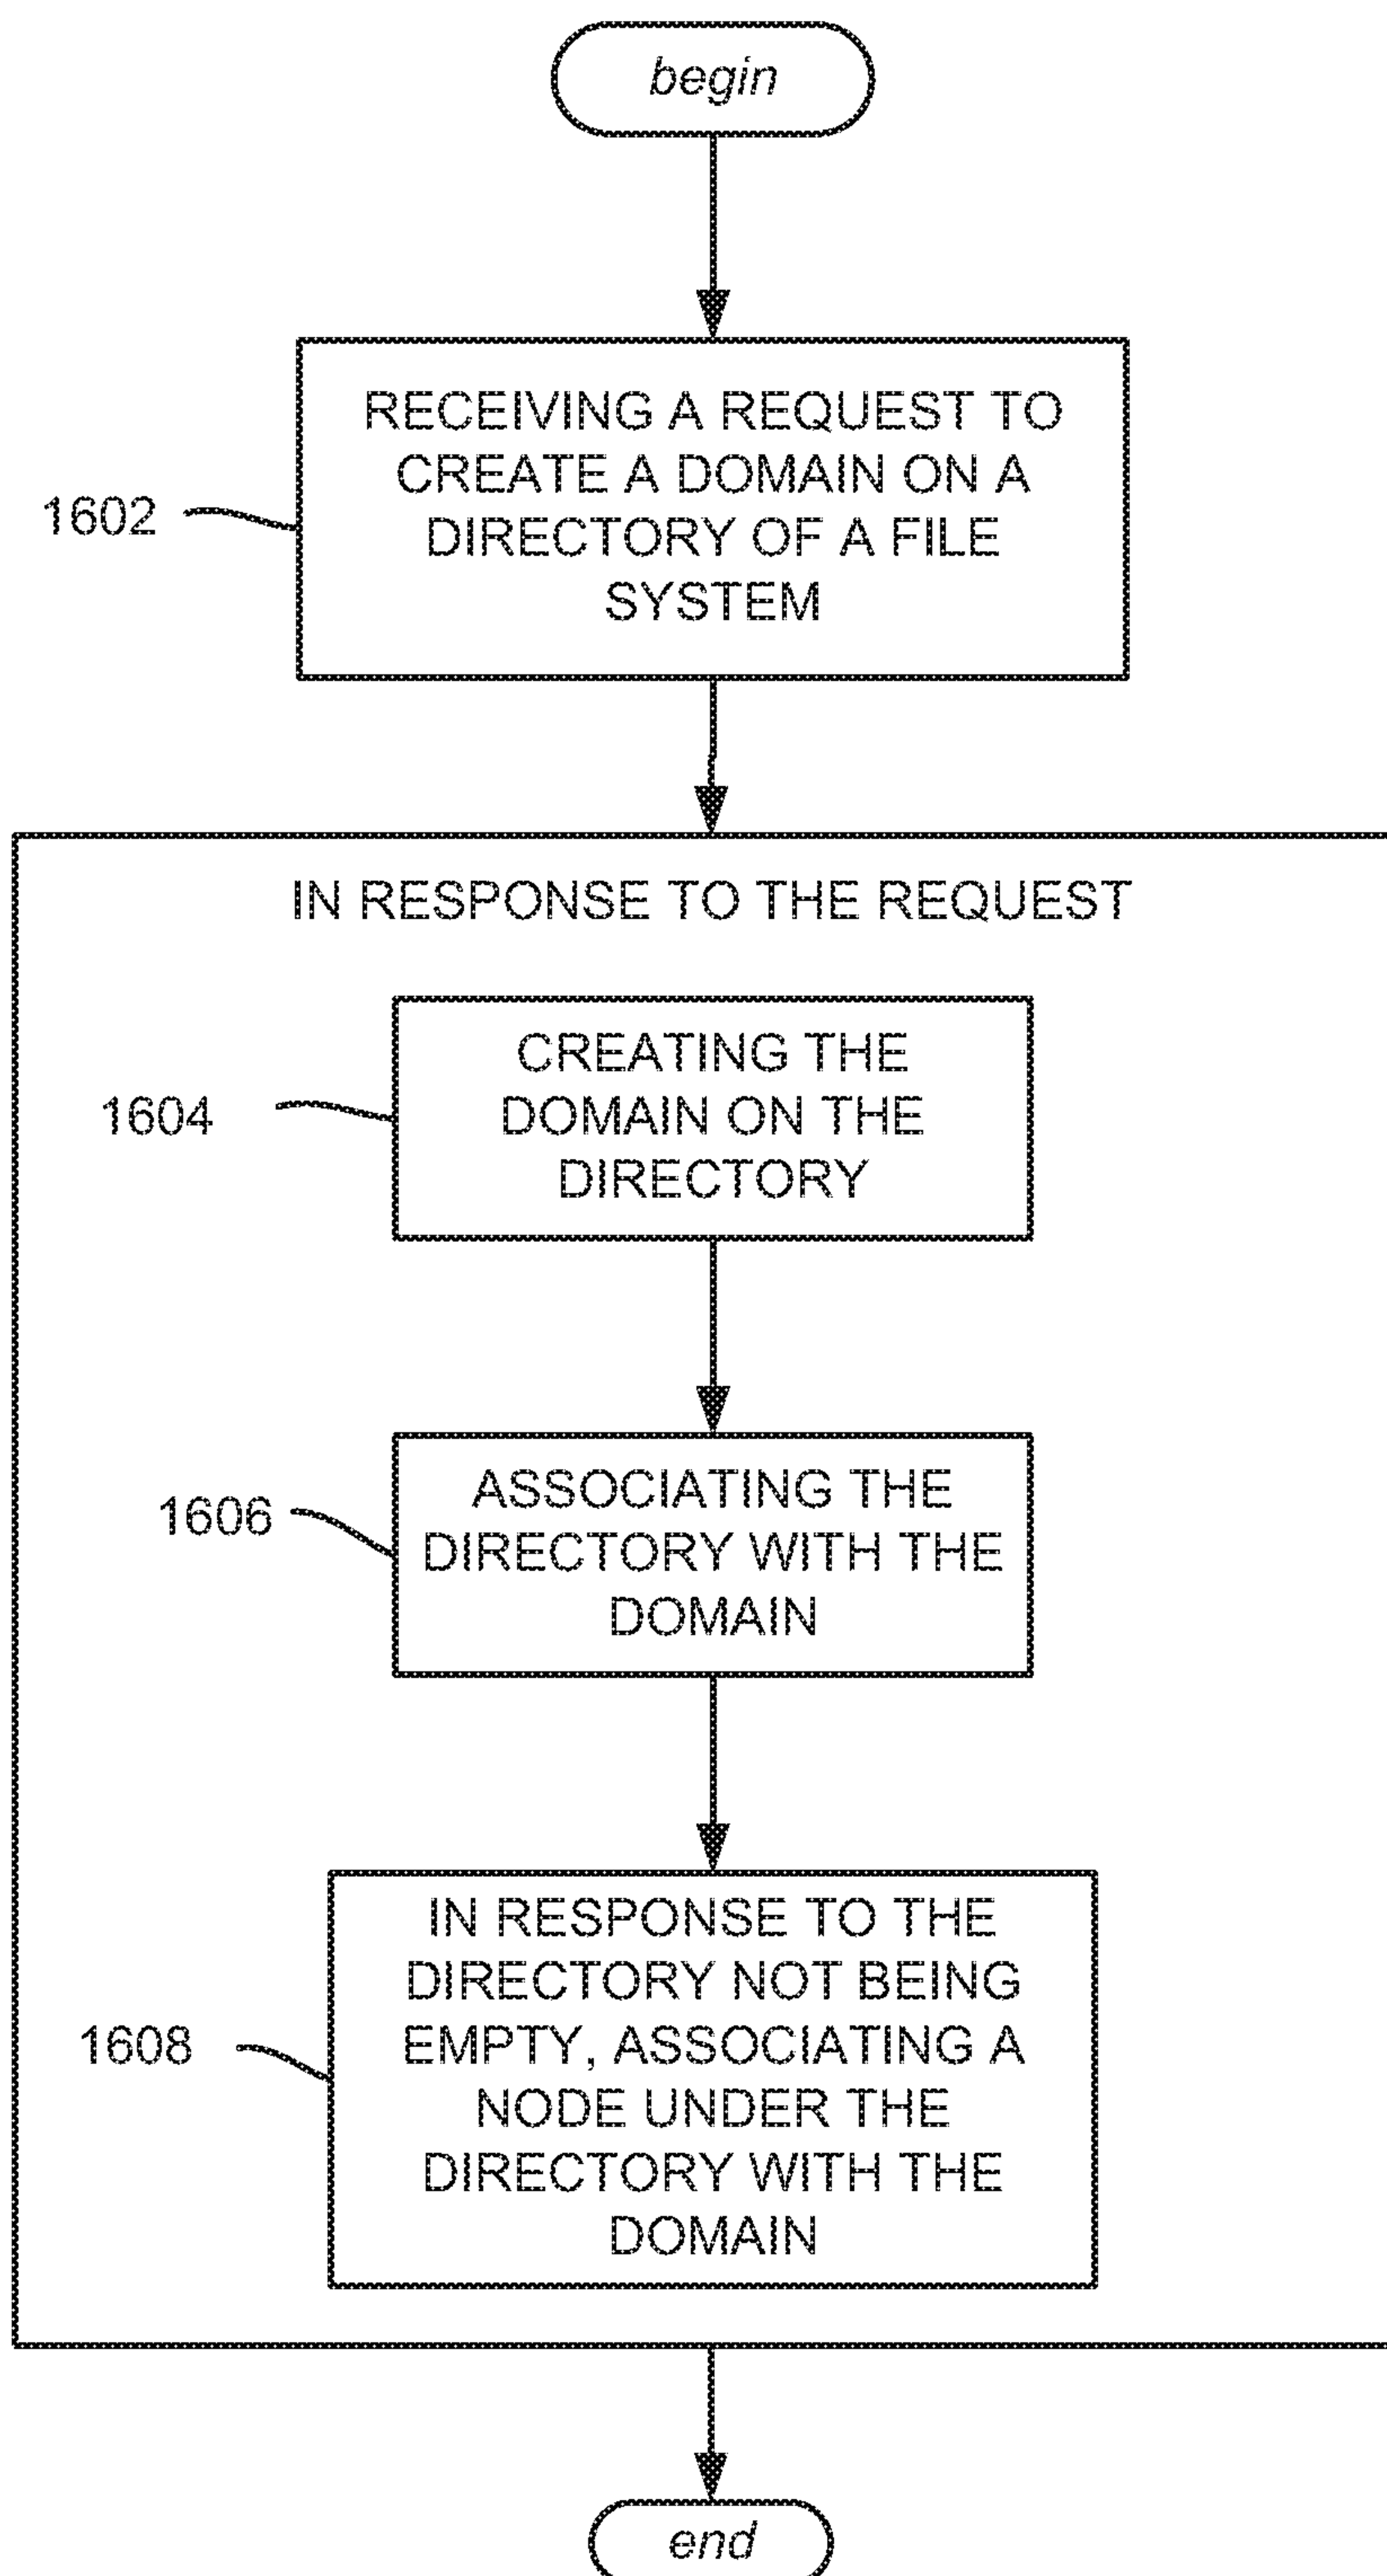 begin
RECEIVING A REQUEST TO
CREATE A DOMAIN ON A
DIRECTORY OF A FILE
SYSTEM
1602
IN RESPONSE TO THE REQUEST
CREATING THE
DOMAIN ON THE
DIRECTORY
1604
ASSOCIATING THE
DIRECTORY WITH THE
DOMAIN
1606
IN RESPONSE TO THE
DIRECTORY NOT BEING
EMPTY, ASSOCIATING A
NODE UNDER THE
DIRECTORY WITH THE
DOMAIN
1608
end